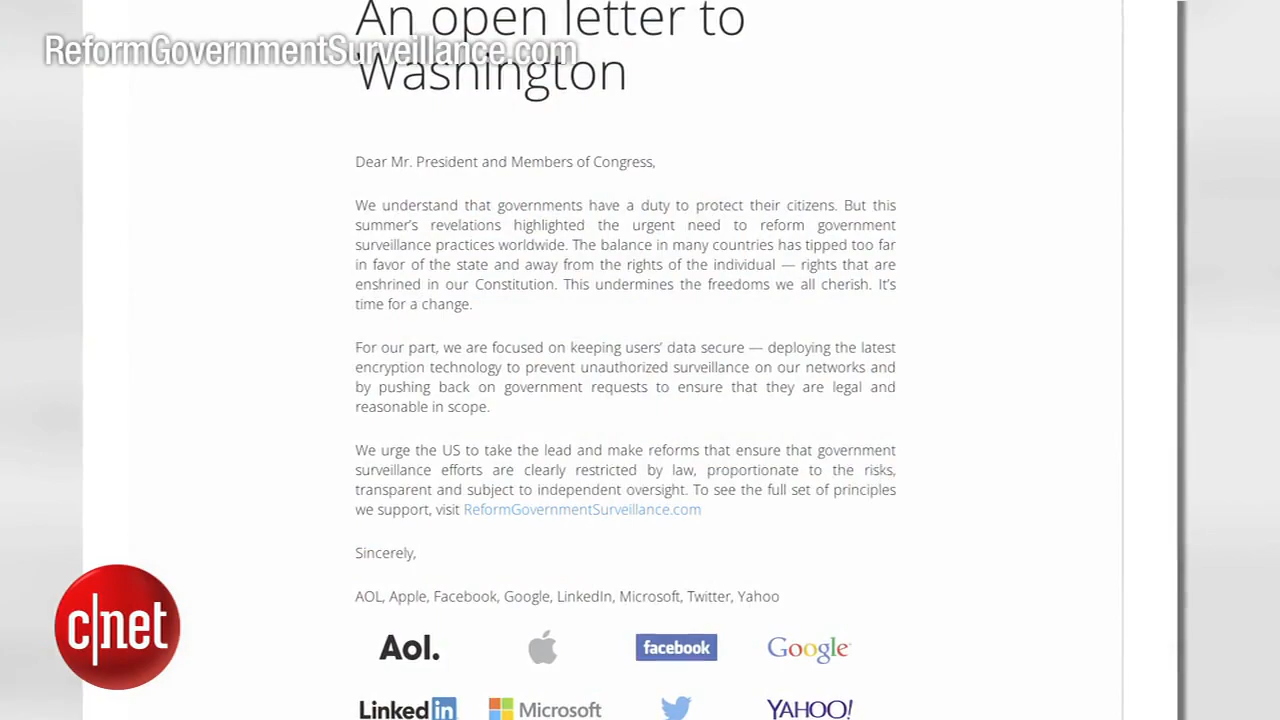 An open letter to
ReformGovernmentSurveillance.com
Washington
Dear Mr. President and Members of Congress,
We understand that governments have a duty to protect their citizens. But this
summer's revelations highlighted the urgent need to reform government
surveillance practices worldwide. The balance in many countries has tipped too far
in favor of the state and away from the rights of the individual — rights that are
enshrined in our Constitution. This undermines the freedoms we all cherish. It's
time for a change.
For our part, we are focused on keeping users' data secure — deploying the latest
encryption technology to prevent unauthorized surveillance on our networks and
by pushing back on government requests to ensure that they are legal and
reasonable in scope.
We urge the US to take the lead and make reforms that ensure that government
surveillance efforts are clearly restricted by law, proportionate to the risks,
transparent and subject to independent oversight. To see the full set of principles
we support, visit ReformGovernmentSurveillance.com
Sincerely,
AOL, Apple, Facebook, Google, LinkedIn, Microsoft, Twitter, Yahoo
c|net
Aol. facebook Google
Linked in Microsoft YAHOO!